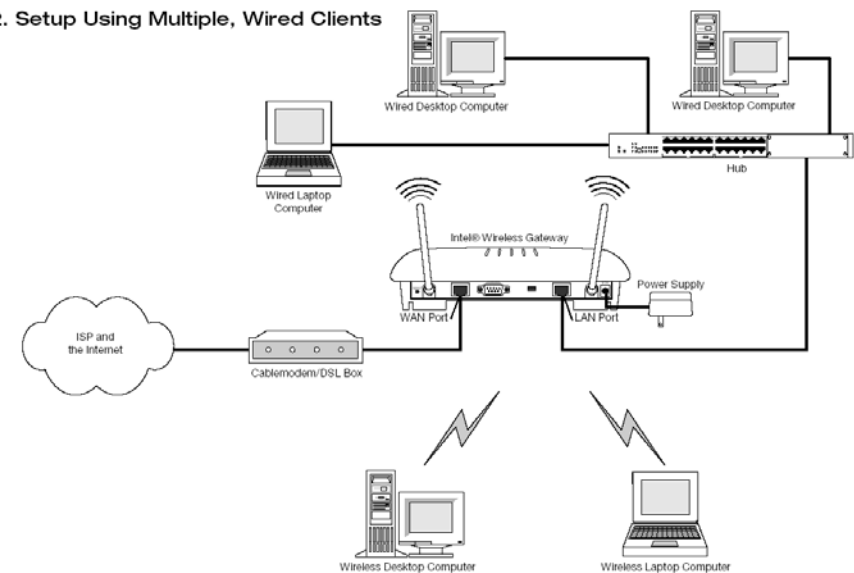 2. Setup Using Multiple, Wired Clients
Wired Desktop Computer
Wired Desktop Computer
Hub
Wired Laptop
Computer
Intel® Wireless Gateway
Power Supply
WAN Port
LAN Port
ISP and
the Internet
Cablemodem/DSL Box
Wireless Desktop Computer
Wireless Laptop Computer